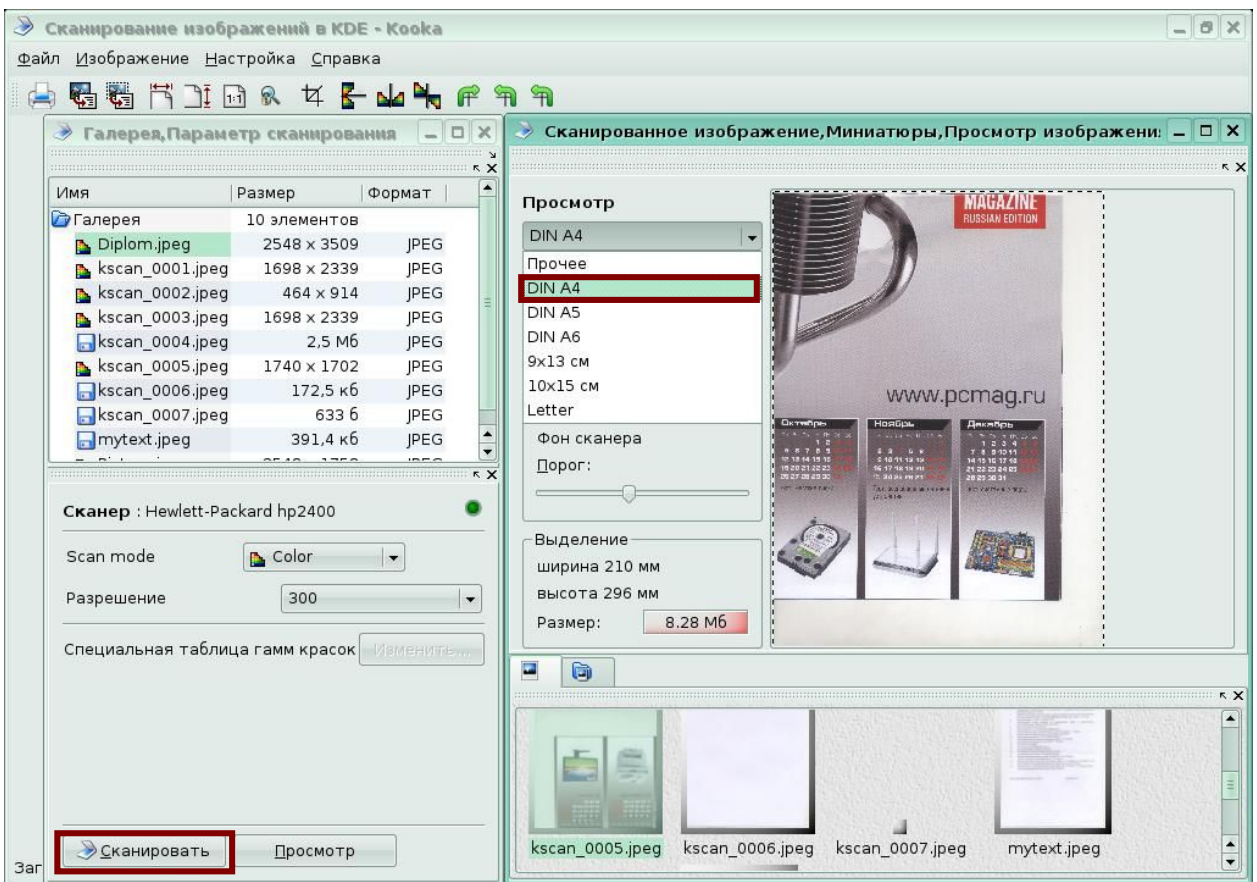 Сканирование изображений в KDE - Kooka
Файл Изображение Настройка Справка
Галерея,Параметр сканирования
Имя Размер Формат
Галерея 10 элементов
Diplom.jpeg 2548 x 3509 JPEG
kscan_0001.jpeg 1698 x 2339 JPEG
kscan_0002.jpeg 464 x 914 JPEG
kscan_0003.jpeg 1698 x 2339 JPEG
kscan_0004.jpeg 2,5 Мб JPEG
kscan_0005.jpeg 1740 x 1702 JPEG
kscan_0006.jpeg 172,5 кб JPEG
kscan_0007.jpeg 633 б JPEG
mytext.jpeg 391,4 кб JPEG
Сканер : Hewlett-Packard hp2400
Scan mode Color
Разрешение 300
Специальная таблица гамм красок Изменить...
Сканировать Просмотр
Заг
Сканированное изображение,Миниатюры,Просмотр изображени
Просмотр
DIN A4
Прочее
DIN A4
DIN A5
DIN A6
9x13 см
10x15 см
Letter
Фон сканера
Порог:
Выделение
ширина 210 мм
высота 296 мм
Размер: 8.28 Мб
MAGAZINE
RUSSIAN EDITION
www.pcmag.ru
Октябрь Ноябрь Декабрь
kscan_0005.jpeg kscan_0006.jpeg kscan_0007.jpeg mytext.jpeg